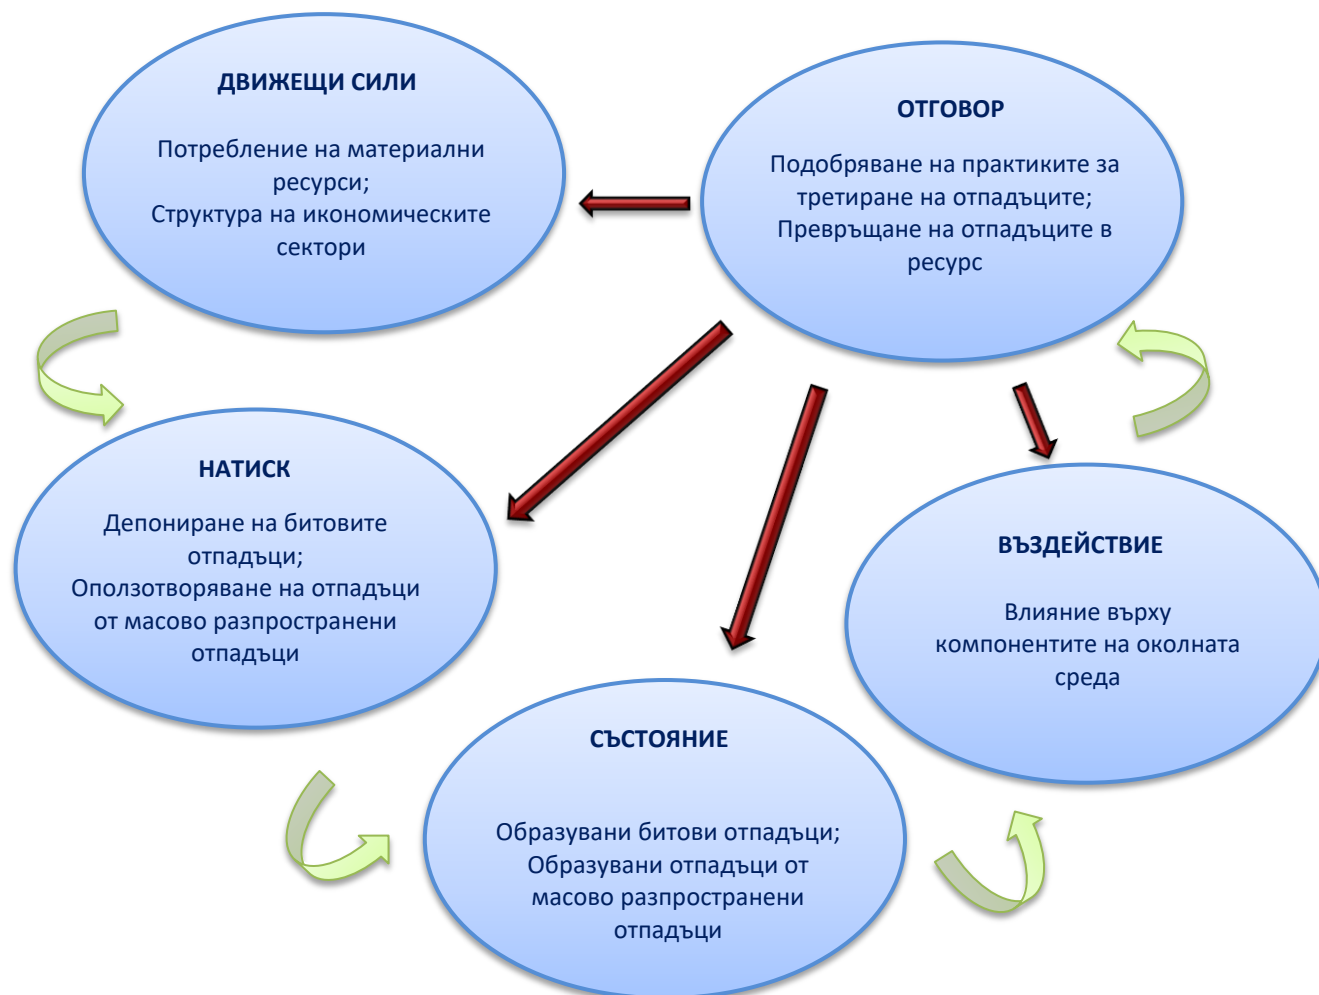 ДВИЖЕЩИ СИЛИ
Потребление на материални
ресурси;
Структура на икономическите
сектори
ОТГОВОР
Подобряване на практиките за
третиране на отпадъците;
Превръщане на отпадъците в
ресурс
НАТИСК
Депониране на битовите
отпадъци;
Оползотворяване на отпадъци
от масово разпространени
отпадъци
ВЪЗДЕЙСТВИЕ
Влияние върху
компонентите на околната
среда
СЪСТОЯНИЕ
Образувани битови отпадъци;
Образувани отпадъци от
масово разпространени
отпадъци